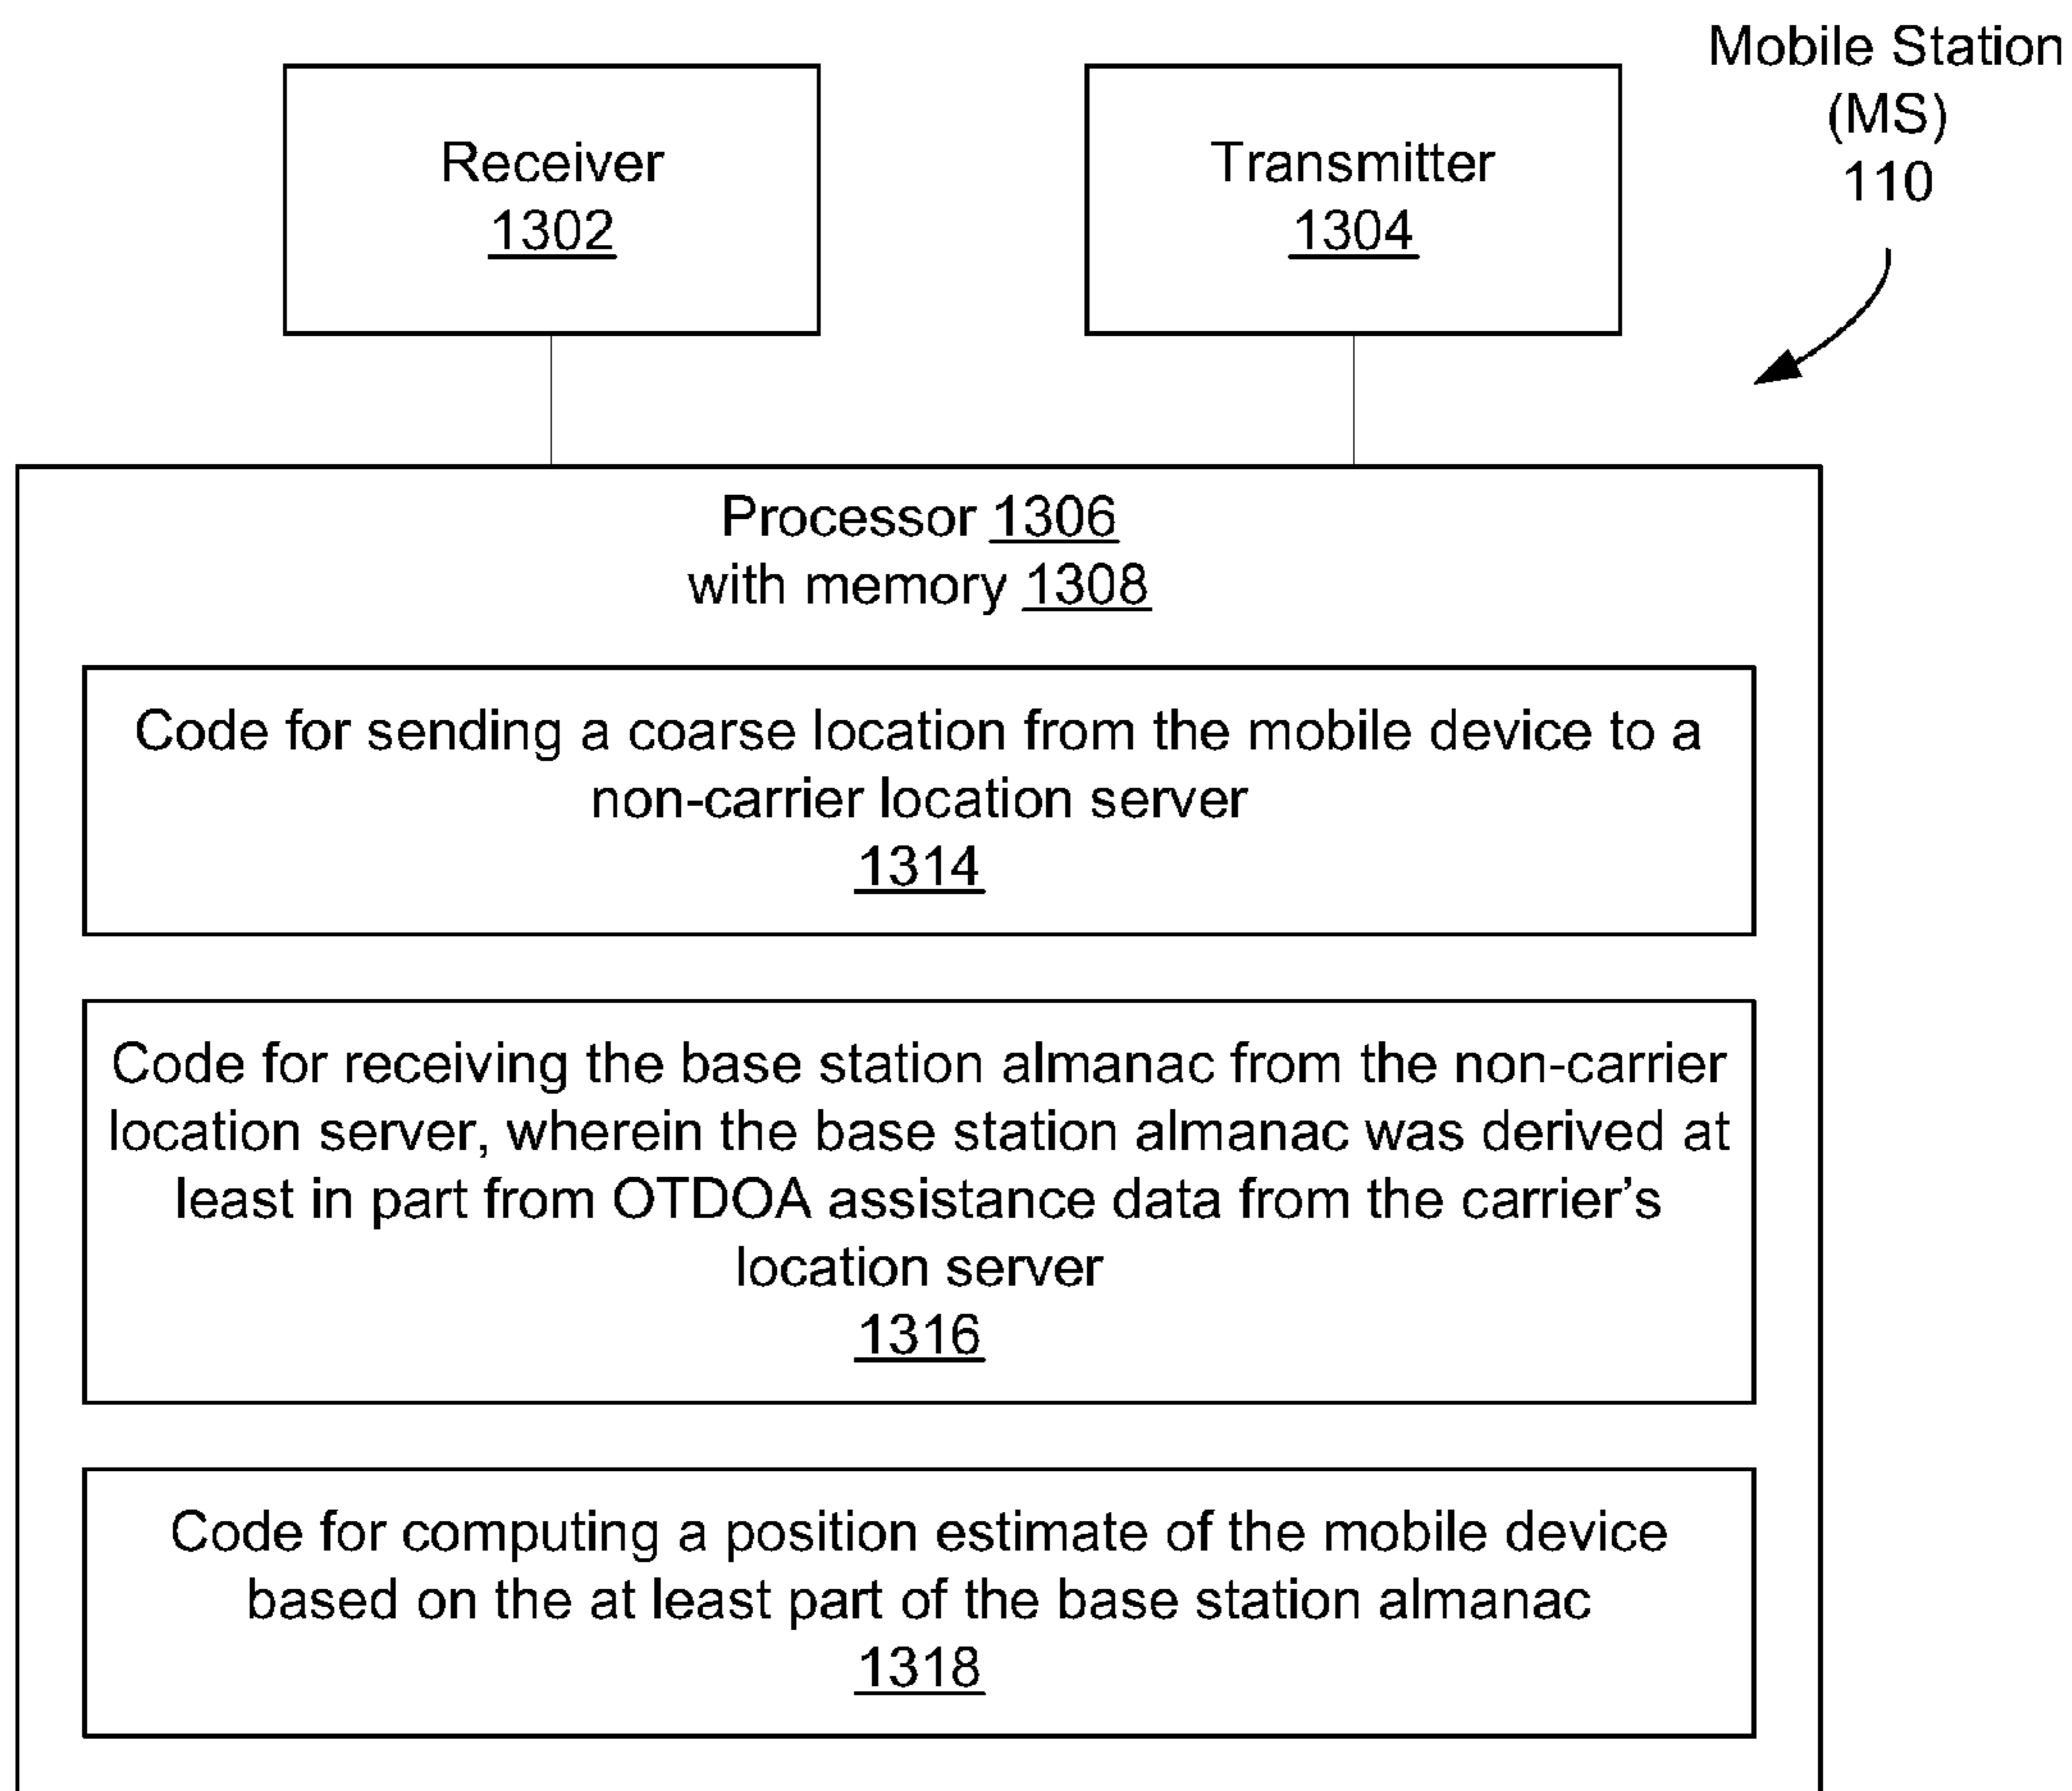 Mobile Station
(MS)
110
Receiver
1302
Transmitter
1304
Processor 1306
with memory 1308
Code for sending a coarse location from the mobile device to a
non-carrier location server
1314
Code for receiving the base station almanac from the non-carrier
location server, wherein the base station almanac was derived at
least in part from OTDOA assistance data from the carrier's
location server
1316
Code for computing a position estimate of the mobile device
based on the at least part of the base station almanac
1318